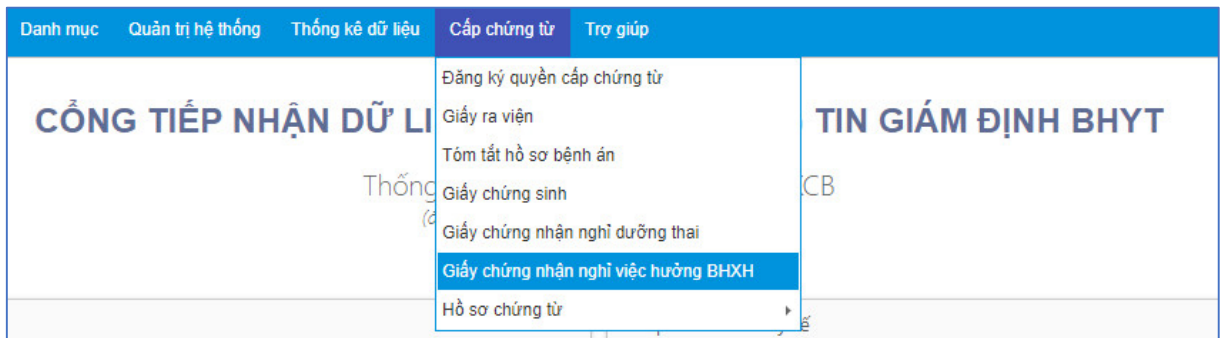 Danh mục Quản trị hệ thống Thống kê dữ liệu Cấp chứng từ Trợ giúp
Đăng ký quyền cấp chứng từ
CỔNG TIẾP NHẬN DỮ LI Giấy ra viện TIN GIÁM ĐỊNH BHYT
Tóm tắt hồ sơ bệnh án
Thống Giấy chứng sinh
Giấy chứng nhận nghỉ dưỡng thai
Giấy chứng nhận nghỉ việc hưởng BHXH
Hồ sơ chứng từ